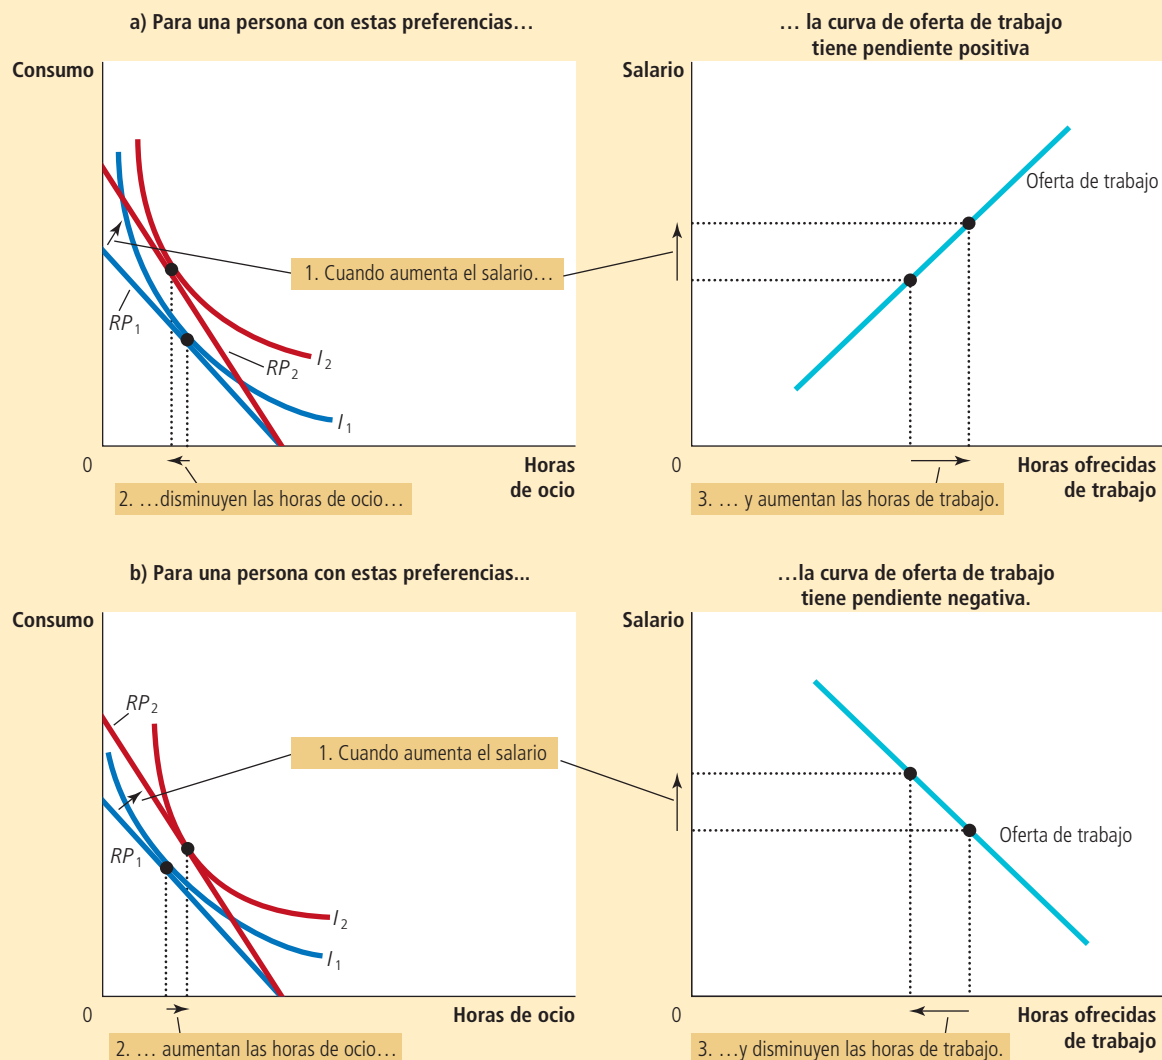 a) Para una persona con estas preferencias…
… la curva de oferta de trabajo
tiene pendiente positiva
Consumo
Salario
Oferta de trabajo
1. Cuando aumenta el salario…
RP1
RP2
I2
I1
0
Horas
de ocio
2. …disminuyen las horas de ocio…
0
Horas ofrecidas
de trabajo
3. … y aumentan las horas de trabajo.
b) Para una persona con estas preferencias...
…la curva de oferta de trabajo
tiene pendiente negativa.
Consumo
Salario
RP2
1. Cuando aumenta el salario
RP1
Oferta de trabajo
I2
I1
0
Horas de ocio
2. … aumentan las horas de ocio…
0
Horas ofrecidas
de trabajo
3. …y disminuyen las horas de trabajo.